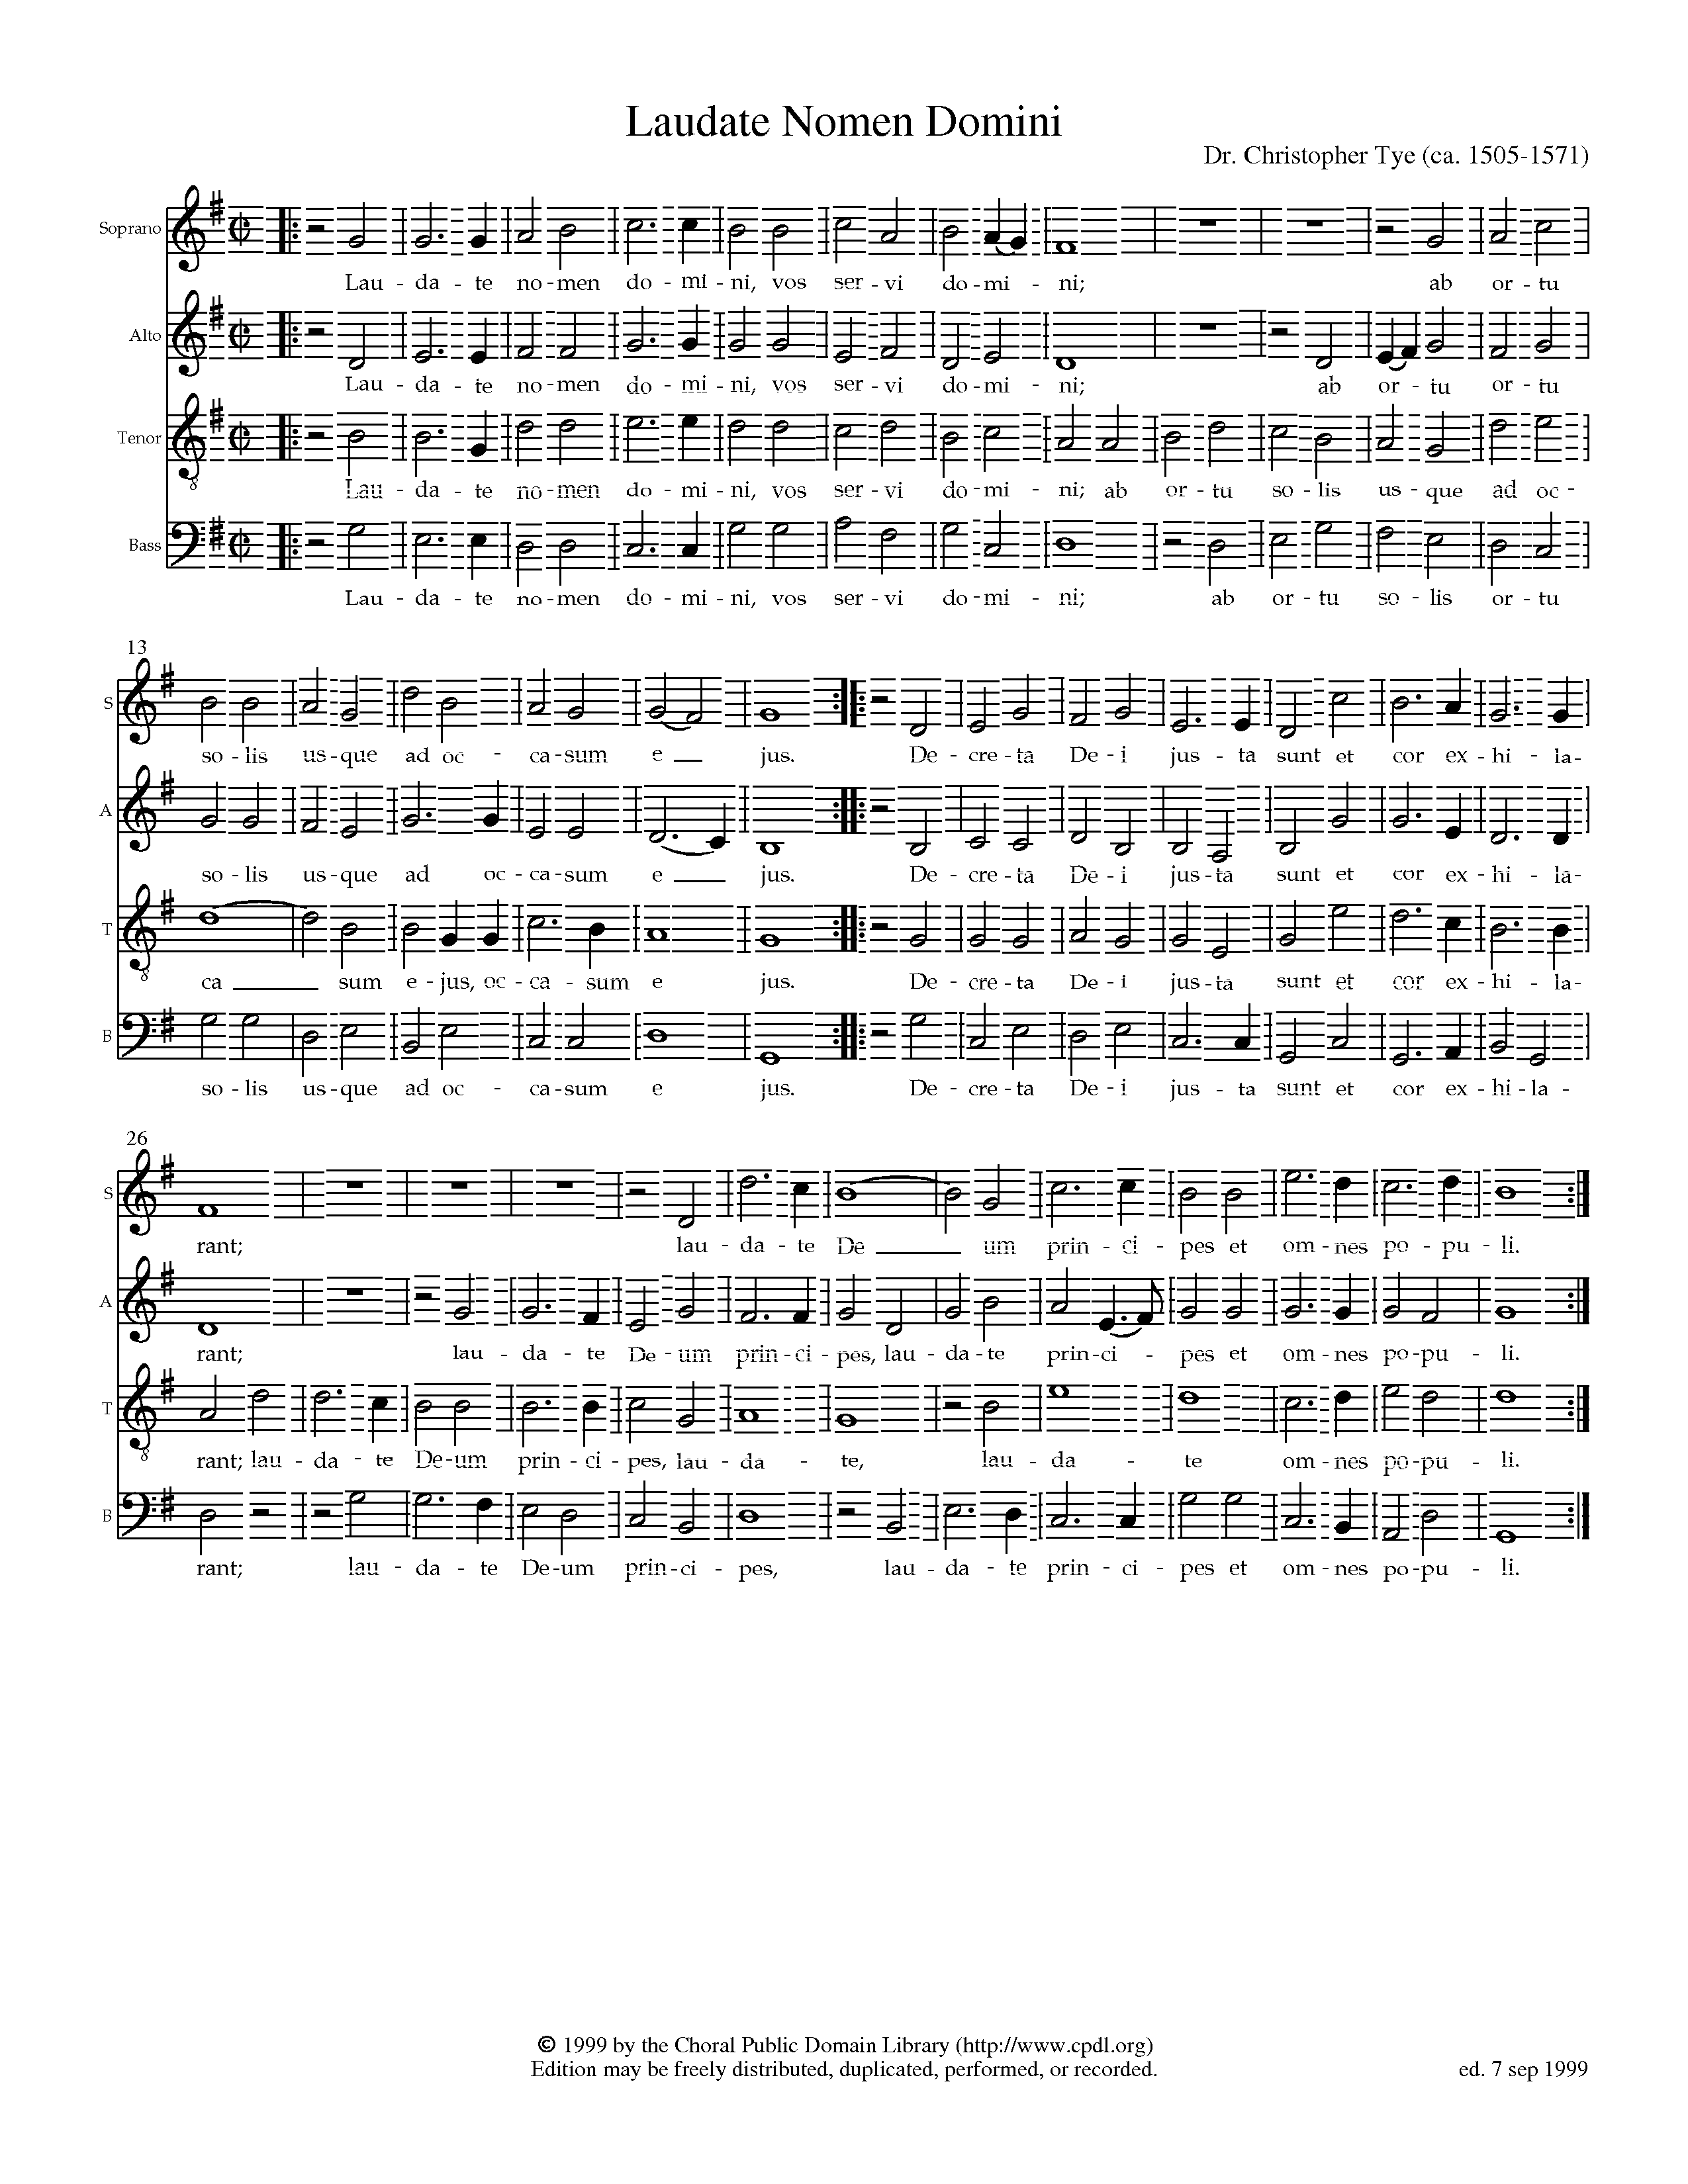 Laudate Nomen Domini
Dr. Christopher Tye (ca. 1505-1571)
Soprano
Lau - da - te no - men do - mi - ni, vos ser - vi do - mi - ni; ab or - tu
Alto
Lau - da - te no - men do - mi - ni, vos ser - vi do - mi - ni; ab or - tu or - tu
Tenor
Lau - da - te no - men do - mi - ni, vos ser - vi do - mi - ni; ab or - tu so - lis us - que ad oc -
Bass
Lau - da - te no - men do - mi - ni, vos ser - vi do - mi - ni; ab or - tu so - lis or - tu
13
S
so - lis us - que ad oc - ca - sum e jus. De - cre - ta De - i jus - ta sunt et cor ex - hi - la-
A
so - lis us - que ad oc - ca - sum e jus. De - cre - ta De - i jus - ta sunt et cor ex - hi - la-
T
ca sum e - jus, oc - ca - sum e jus. De - cre - ta De - i jus - ta sunt et cor ex - hi - la-
B
so - lis us - que ad oc - ca - sum e jus. De - cre - ta De - i jus - ta sunt et cor ex - hi - la -
26
S
rant; lau - da - te De um prin - ci - pes et om - nes po - pu - li.
A
rant; lau - da - te De - um prin - ci - pes, lau - da - te prin - ci - pes et om - nes po - pu - li.
T
rant; lau - da - te De - um prin - ci - pes, lau - da - te, lau - da - te om - nes po - pu - li.
B
rant; lau - da - te De - um prin - ci - pes, lau - da - te prin - ci - pes et om - nes po - pu - li.
© 1999 by the Choral Public Domain Library (http://www.cpdl.org)
Edition may be freely distributed, duplicated, performed, or recorded.
ed. 7 sep 1999